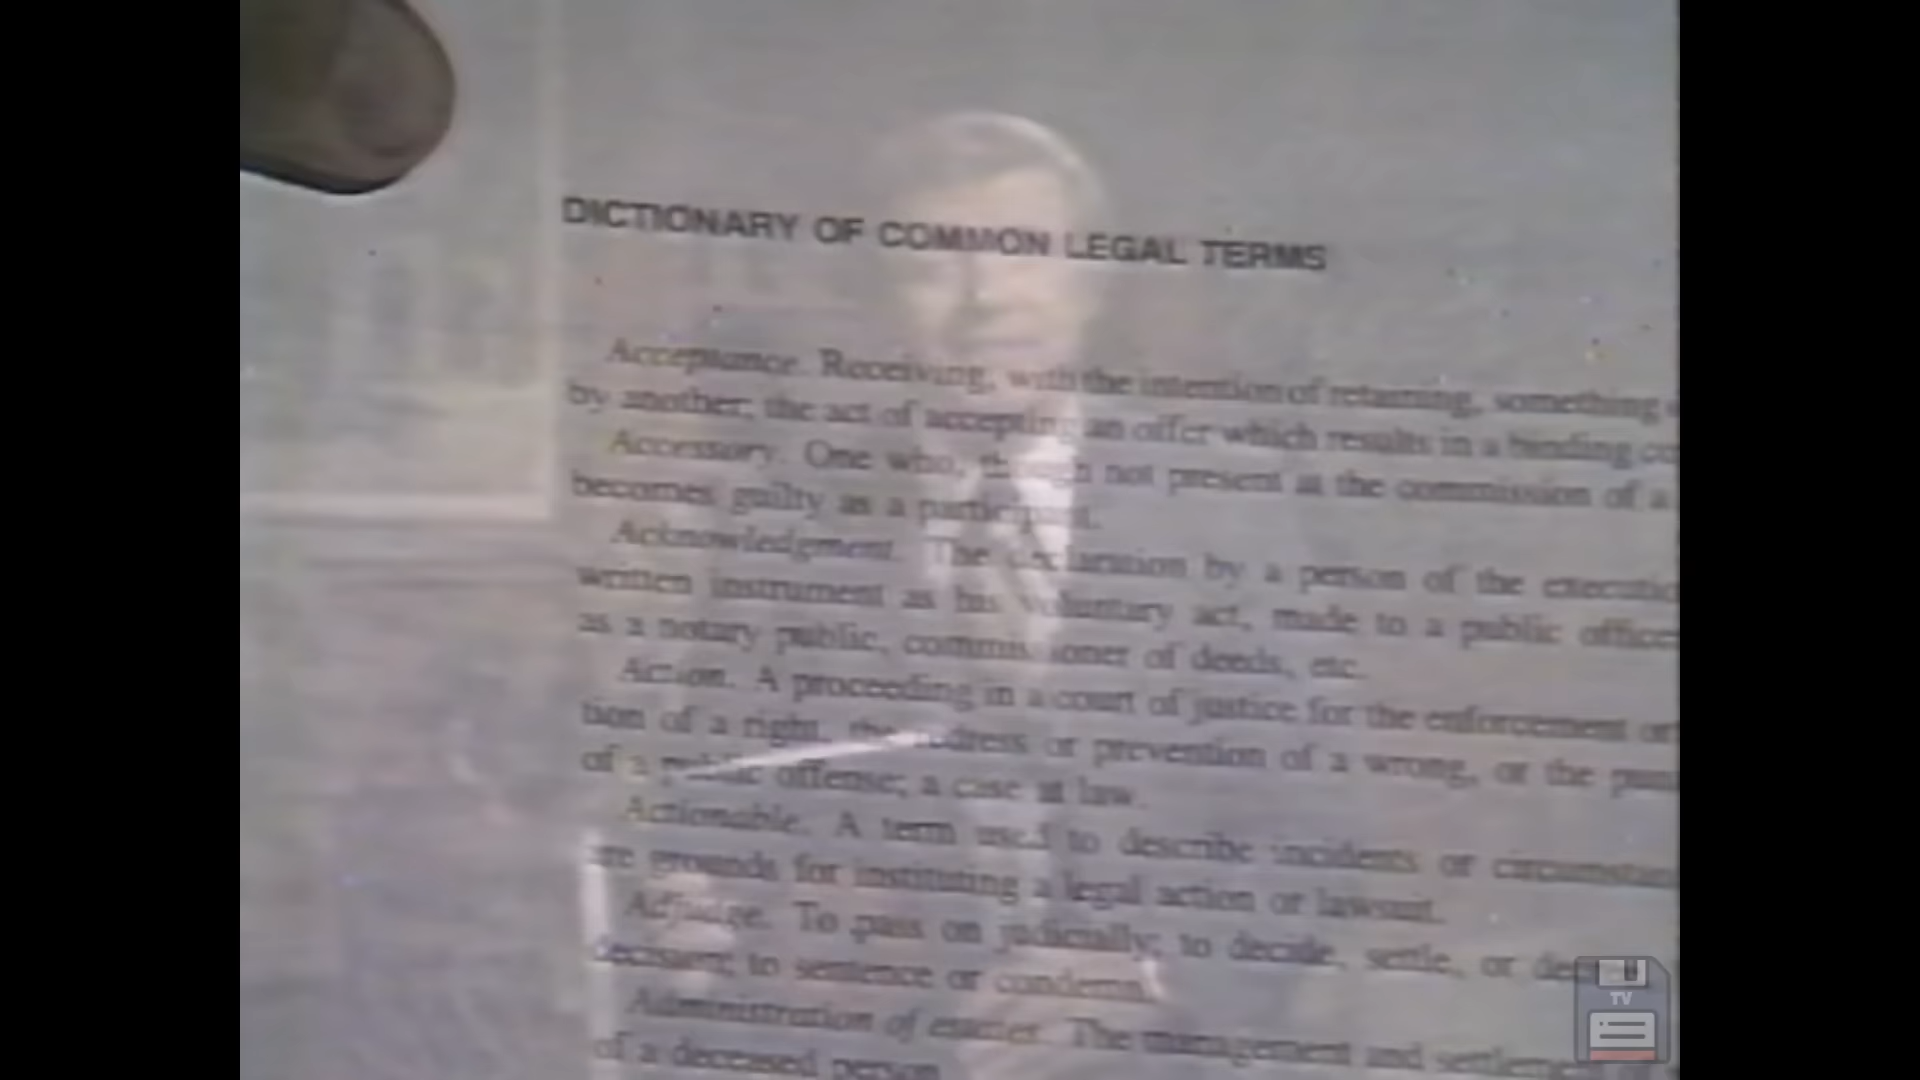 DICTIONARY OF COMMON LEGAL TERMS
Acceptance. Receiving, with the intention of retaining, something
by another; the act of accepting an offer which results in a binding
Accessory. One who, though not present at the commission of a
becomes guilty as a participant.
Acknowledgment. The declaration by a person of the
written instrument as his voluntary act, made to a public
as a notary public, commissioner of deeds, etc.
Action. A proceeding in a court of justice for the enforcement or
tion of a right, the redress or prevention of a wrong, or the
of a public offense; a case at law.
Actionable. A term used to describe incidents or
are grounds for instituting a legal action or lawsuit.
Adjudge. To pass on judicially; to decide, settle, or
to sentence or condemn.
Administration of estates. The management and
of a deceased person.
TV